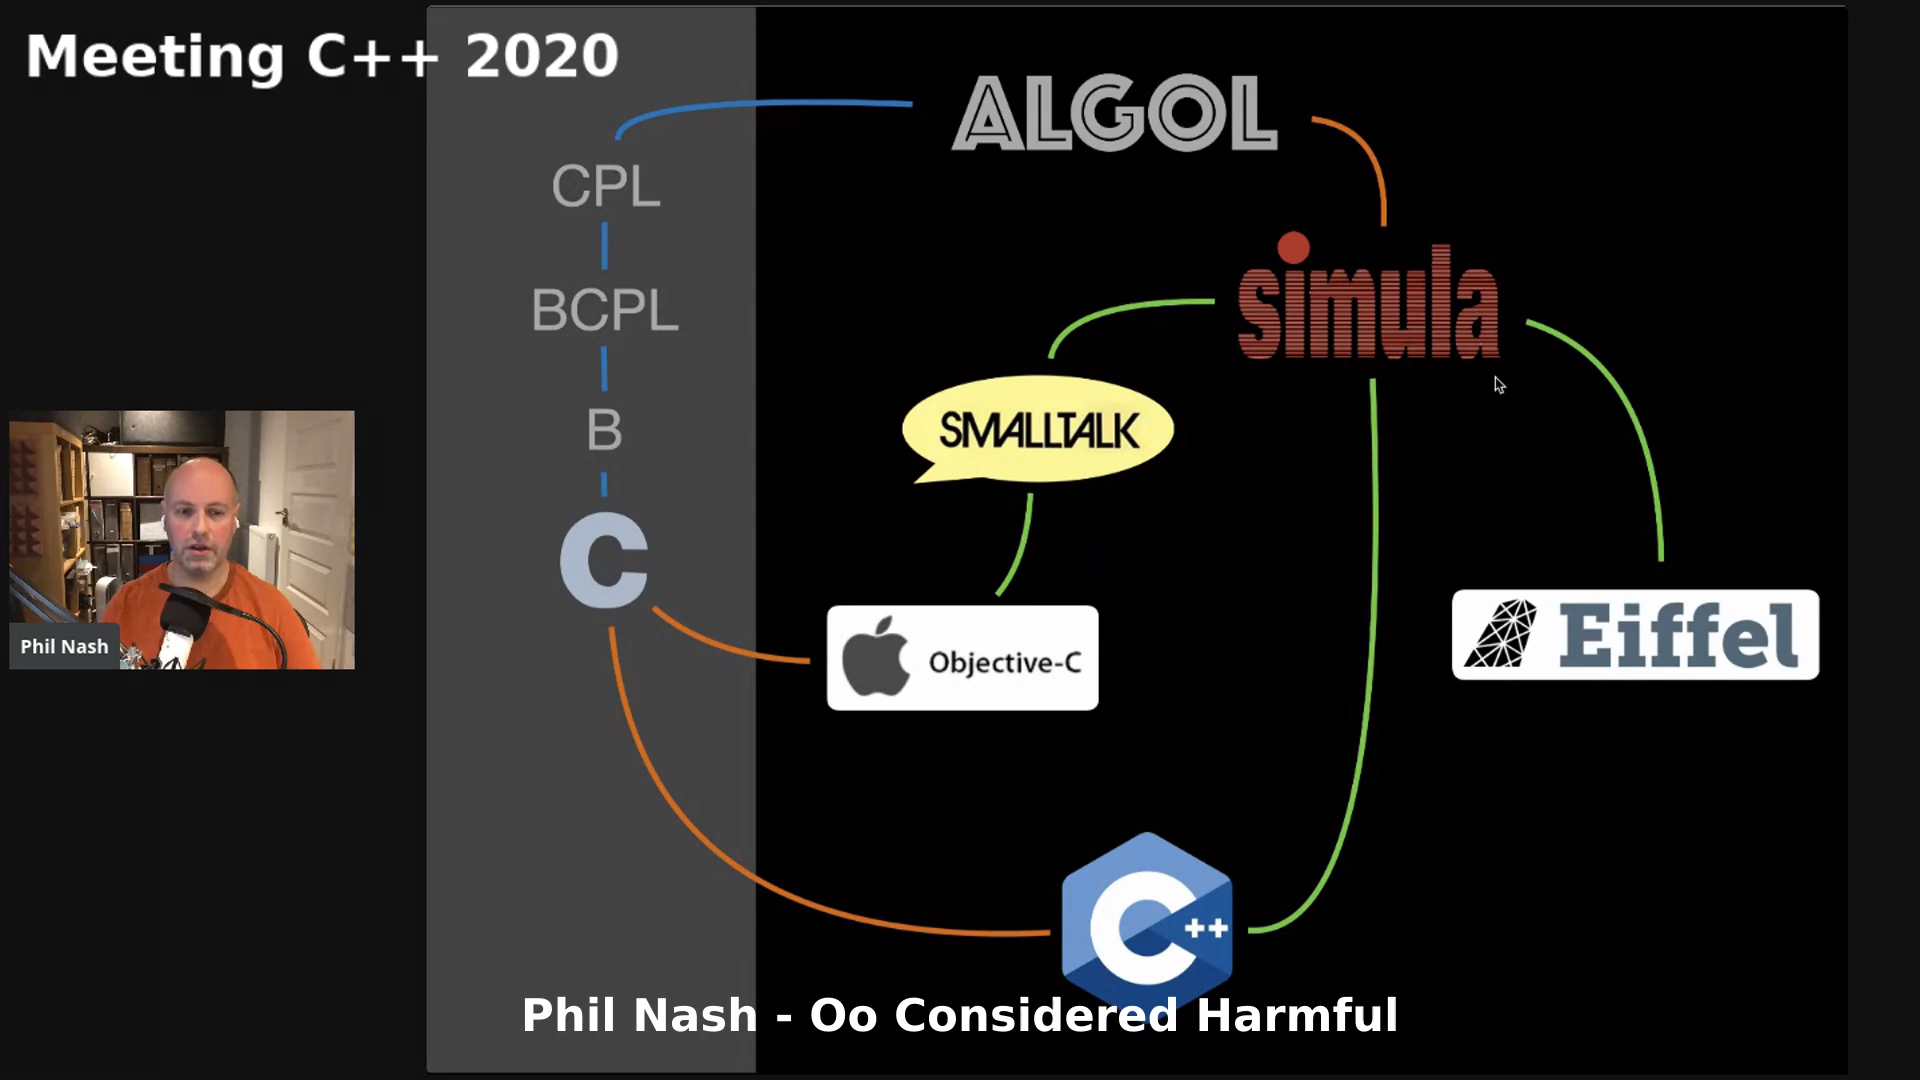 Meeting C++ 2020
ALGOL
CPL
simula
BCPL
SMALLTALK
B
C
Eiffel
Objective-C
Phil Nash
C++
Phil Nash - Oo Considered Harmful